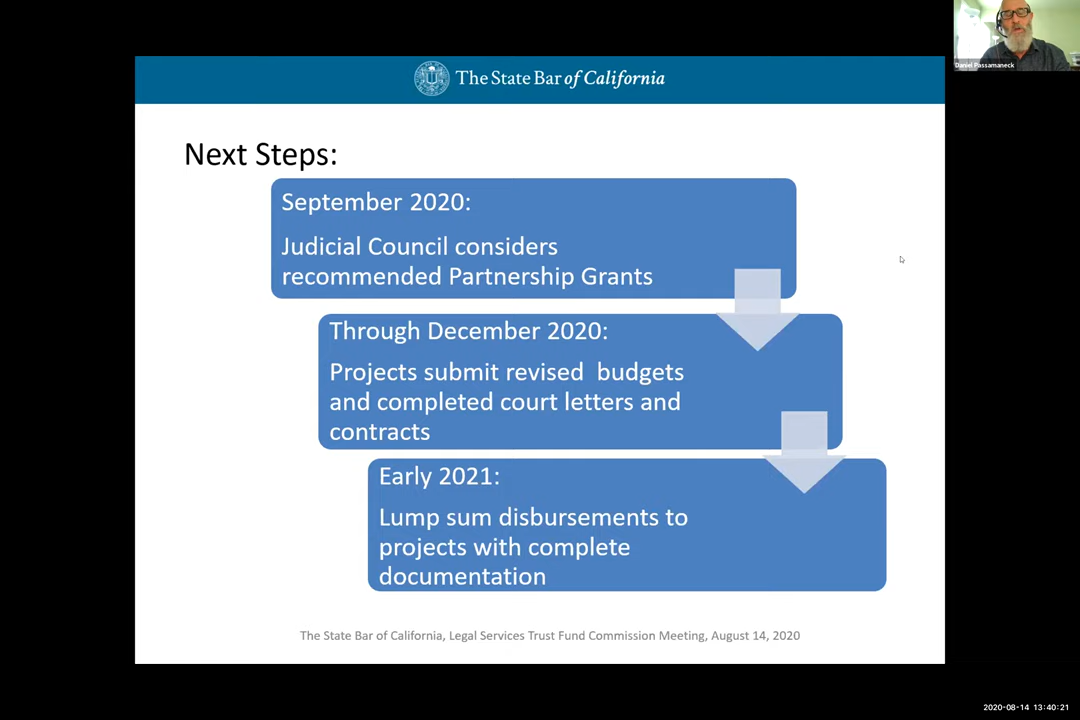 The State Bar of California
Daniel Passamaneck
Next Steps:
September 2020:
Judicial Council considers
recommended Partnership Grants
Through December 2020:
Projects submit revised  budgets
and completed court letters and
contracts
Early 2021:
Lump sum disbursements to
projects with complete
documentation
The State Bar of California, Legal Services Trust Fund Commission Meeting, August 14, 2020
2020-08-14 13:40:21